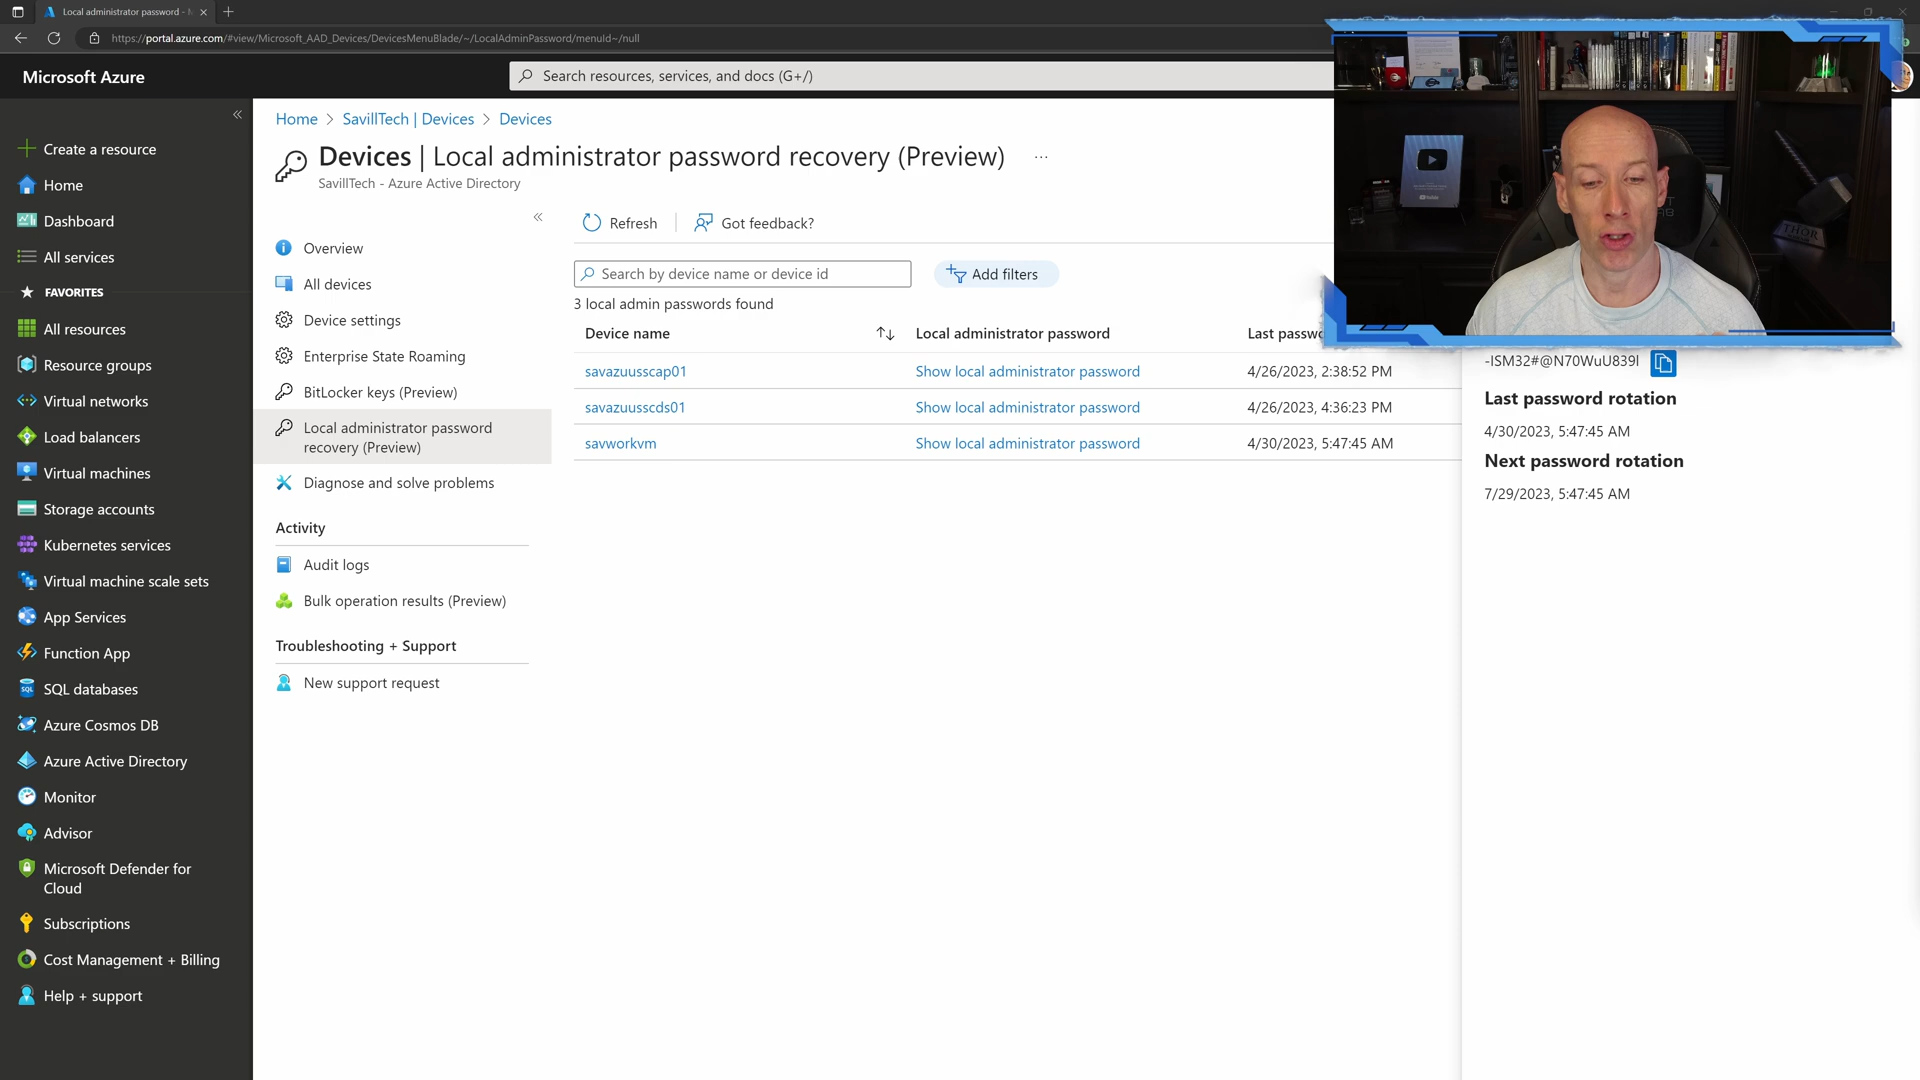 Local administrator password -
https://portal.azure.com/#view/Microsoft_AAD_Devices/DevicesMenuBlade/~/LocalAdminPassword/menuId~/null
Microsoft Azure
Search resources, services, and docs (G+/)
Create a resource
Home
Dashboard
All services
FAVORITES
All resources
Resource groups
Virtual networks
Load balancers
Virtual machines
Storage accounts
Kubernetes services
Virtual machine scale sets
App Services
Function App
SQL databases
Azure Cosmos DB
Azure Active Directory
Monitor
Advisor
Microsoft Defender for
Cloud
Subscriptions
Cost Management + Billing
Help + support
Home > SavillTech | Devices > Devices
Devices | Local administrator password recovery (Preview) ...
SavillTech - Azure Active Directory
Overview
All devices
Device settings
Enterprise State Roaming
BitLocker keys (Preview)
Local administrator password
recovery (Preview)
Diagnose and solve problems
Activity
Audit logs
Bulk operation results (Preview)
Troubleshooting + Support
New support request
Refresh
Got feedback?
Search by device name or device id
Add filters
3 local admin passwords found
Device name Local administrator password Last passwo
savazuusscap01 Show local administrator password 4/26/2023, 2:38:52 PM
savazuusscds01 Show local administrator password 4/26/2023, 4:36:23 PM
savworkvm Show local administrator password 4/30/2023, 5:47:45 AM
-ISM32#@N70WuU839I
Last password rotation
4/30/2023, 5:47:45 AM
Next password rotation
7/29/2023, 5:47:45 AM
THOR